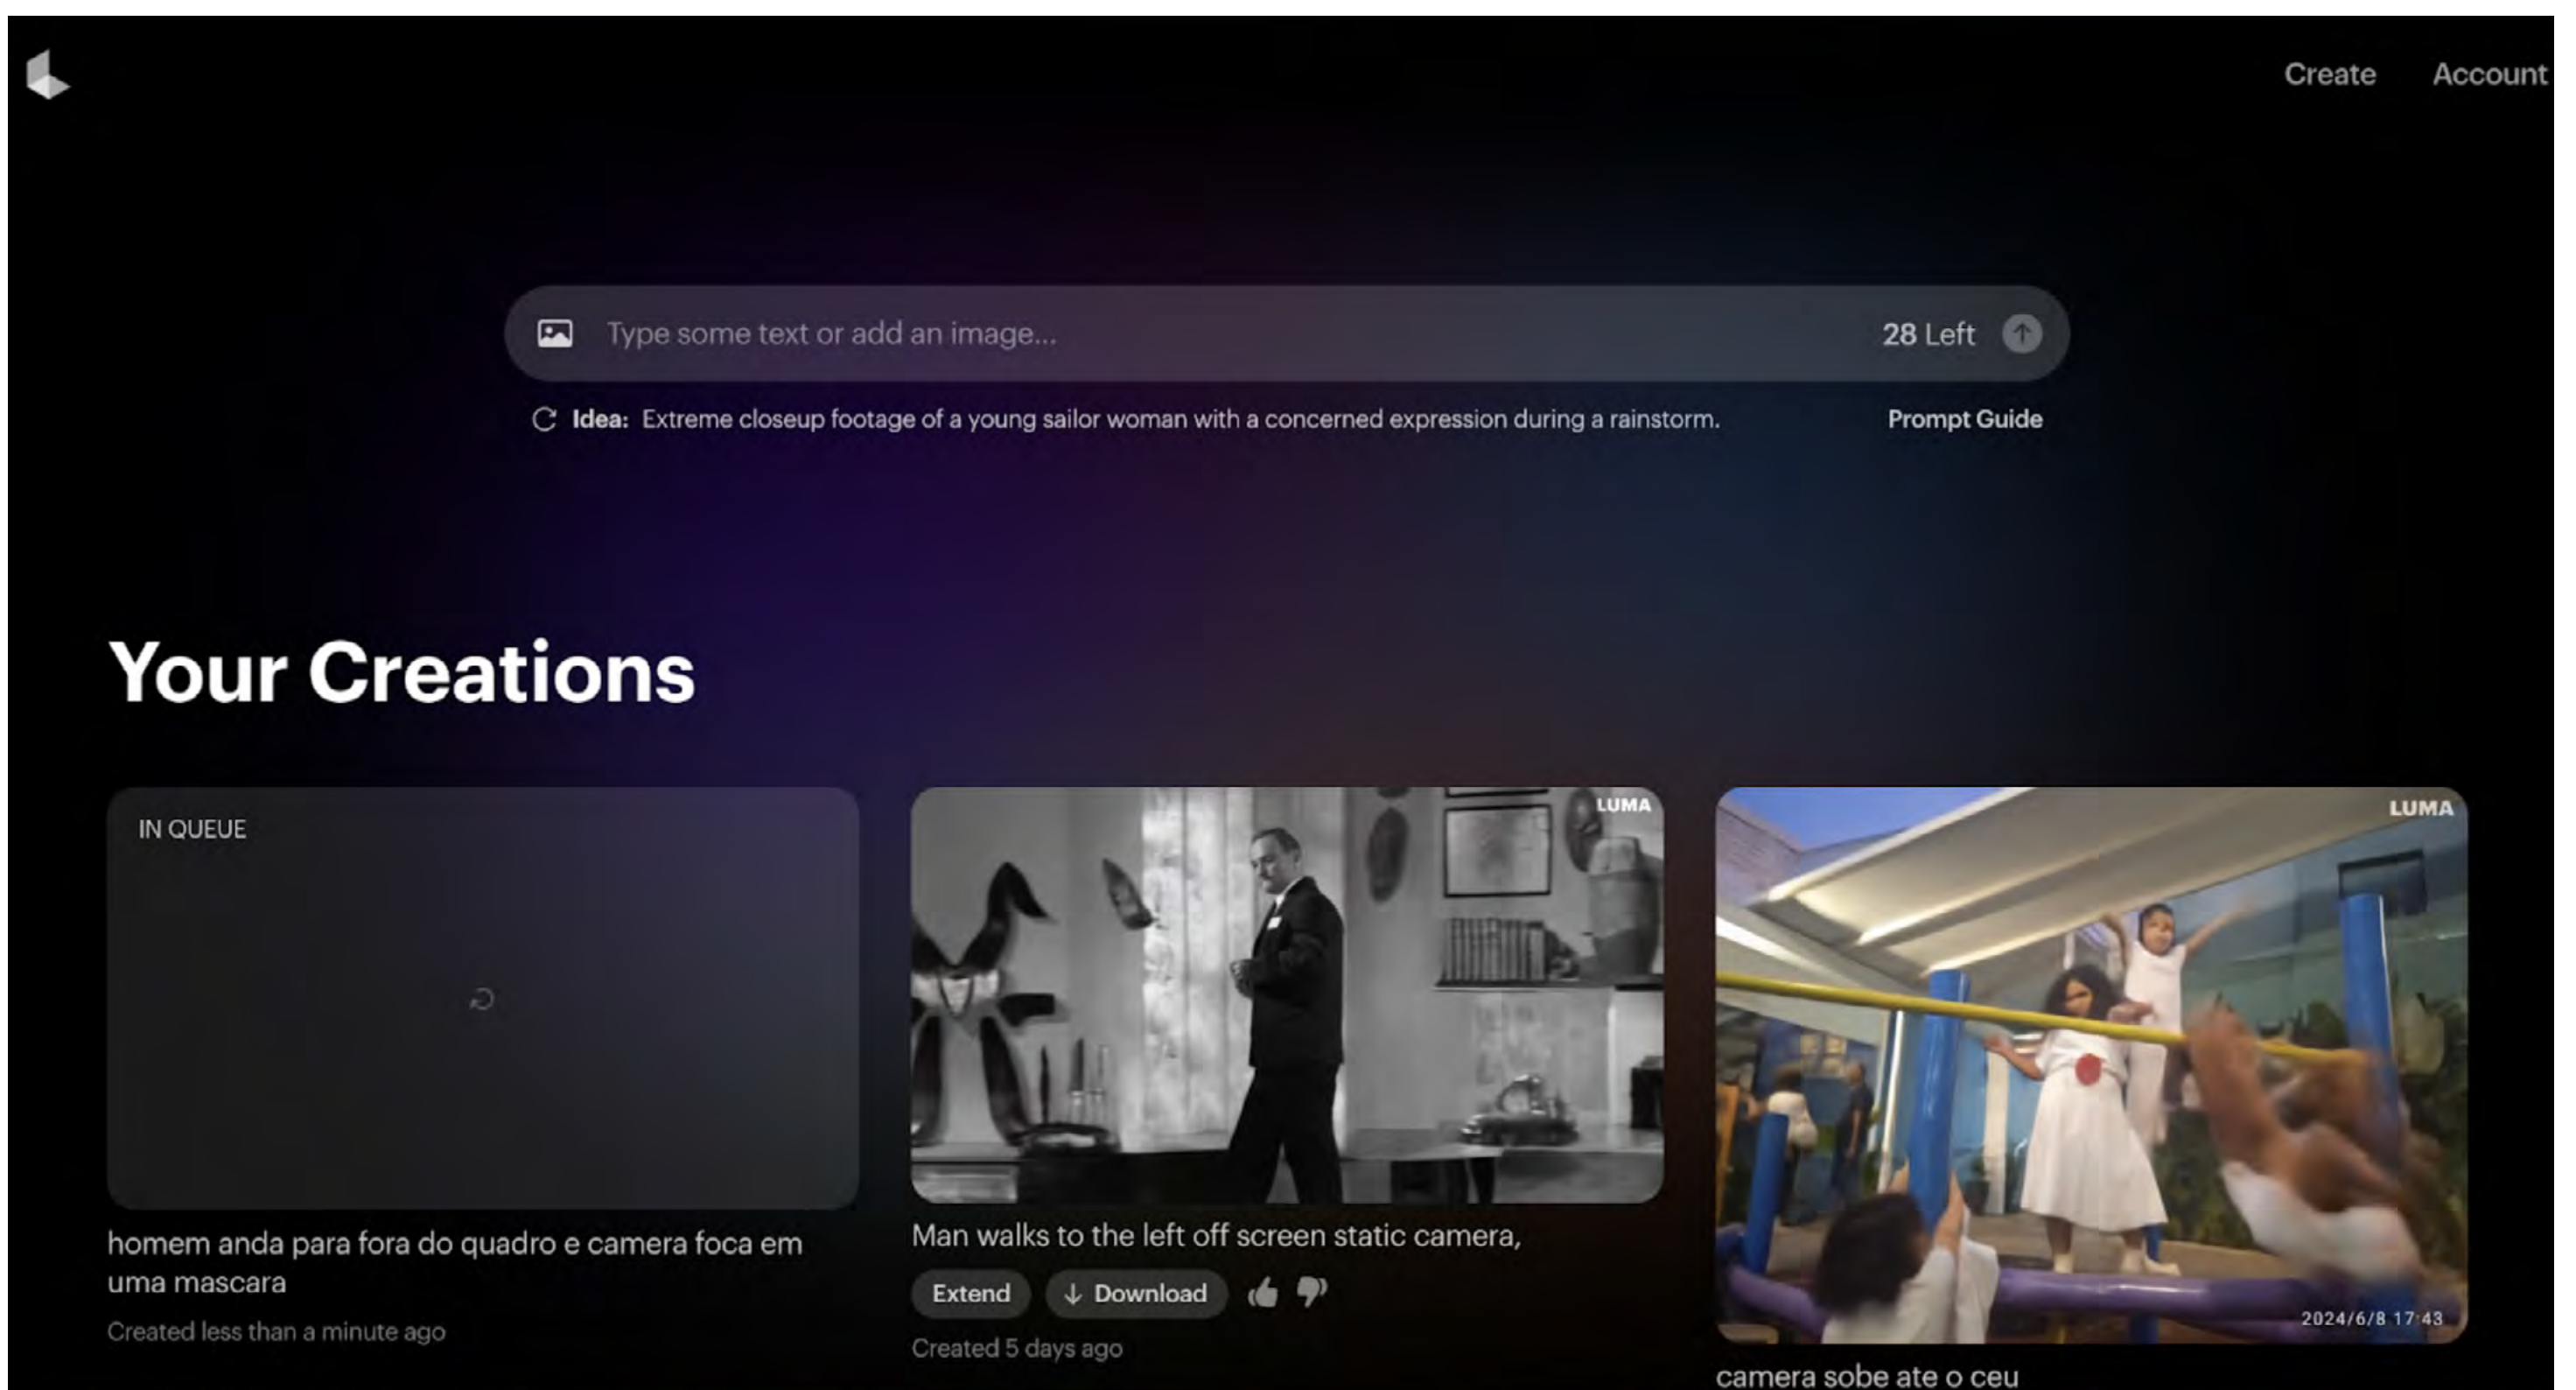 Create Account
Type some text or add an image...
28 Left
Idea: Extreme closeup footage of a young sailor woman with a concerned expression during a rainstorm.
Prompt Guide
Your Creations
IN QUEUE
homem anda para fora do quadro e camera foca em
uma mascara
Created less than a minute ago
LUMA
Man walks to the left off screen static camera,
Extend
Download
Created 5 days ago
LUMA
2024/6/8 17:43
camera sobe ate o ceu